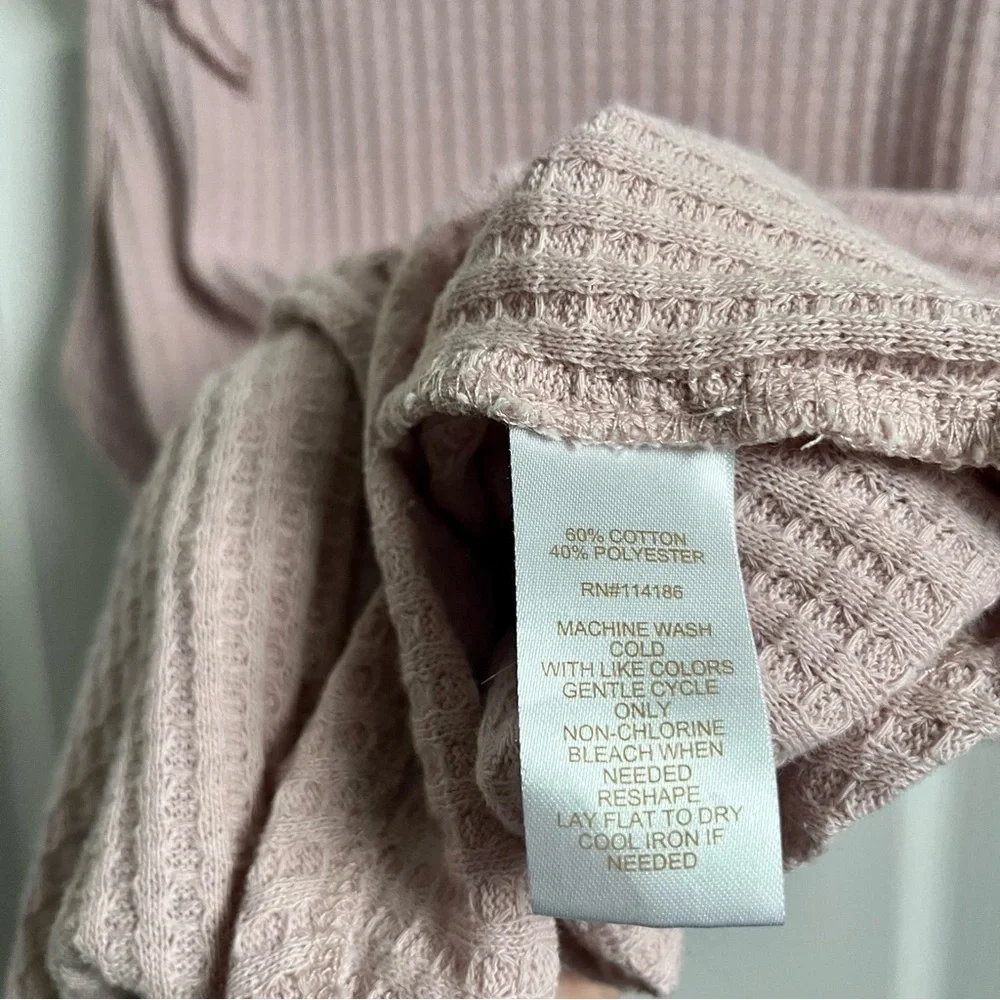 60% COTTON
40% POLYESTER
RN#114186
MACHINE WASH
COLD
WITH LIKE COLORS
GENTLE CYCLE
ONLY
NON-CHLORINE
BLEACH WHEN
NEEDED
RESHAPE
LAY FLAT TO DRY
COOL IRON IF
NEEDED